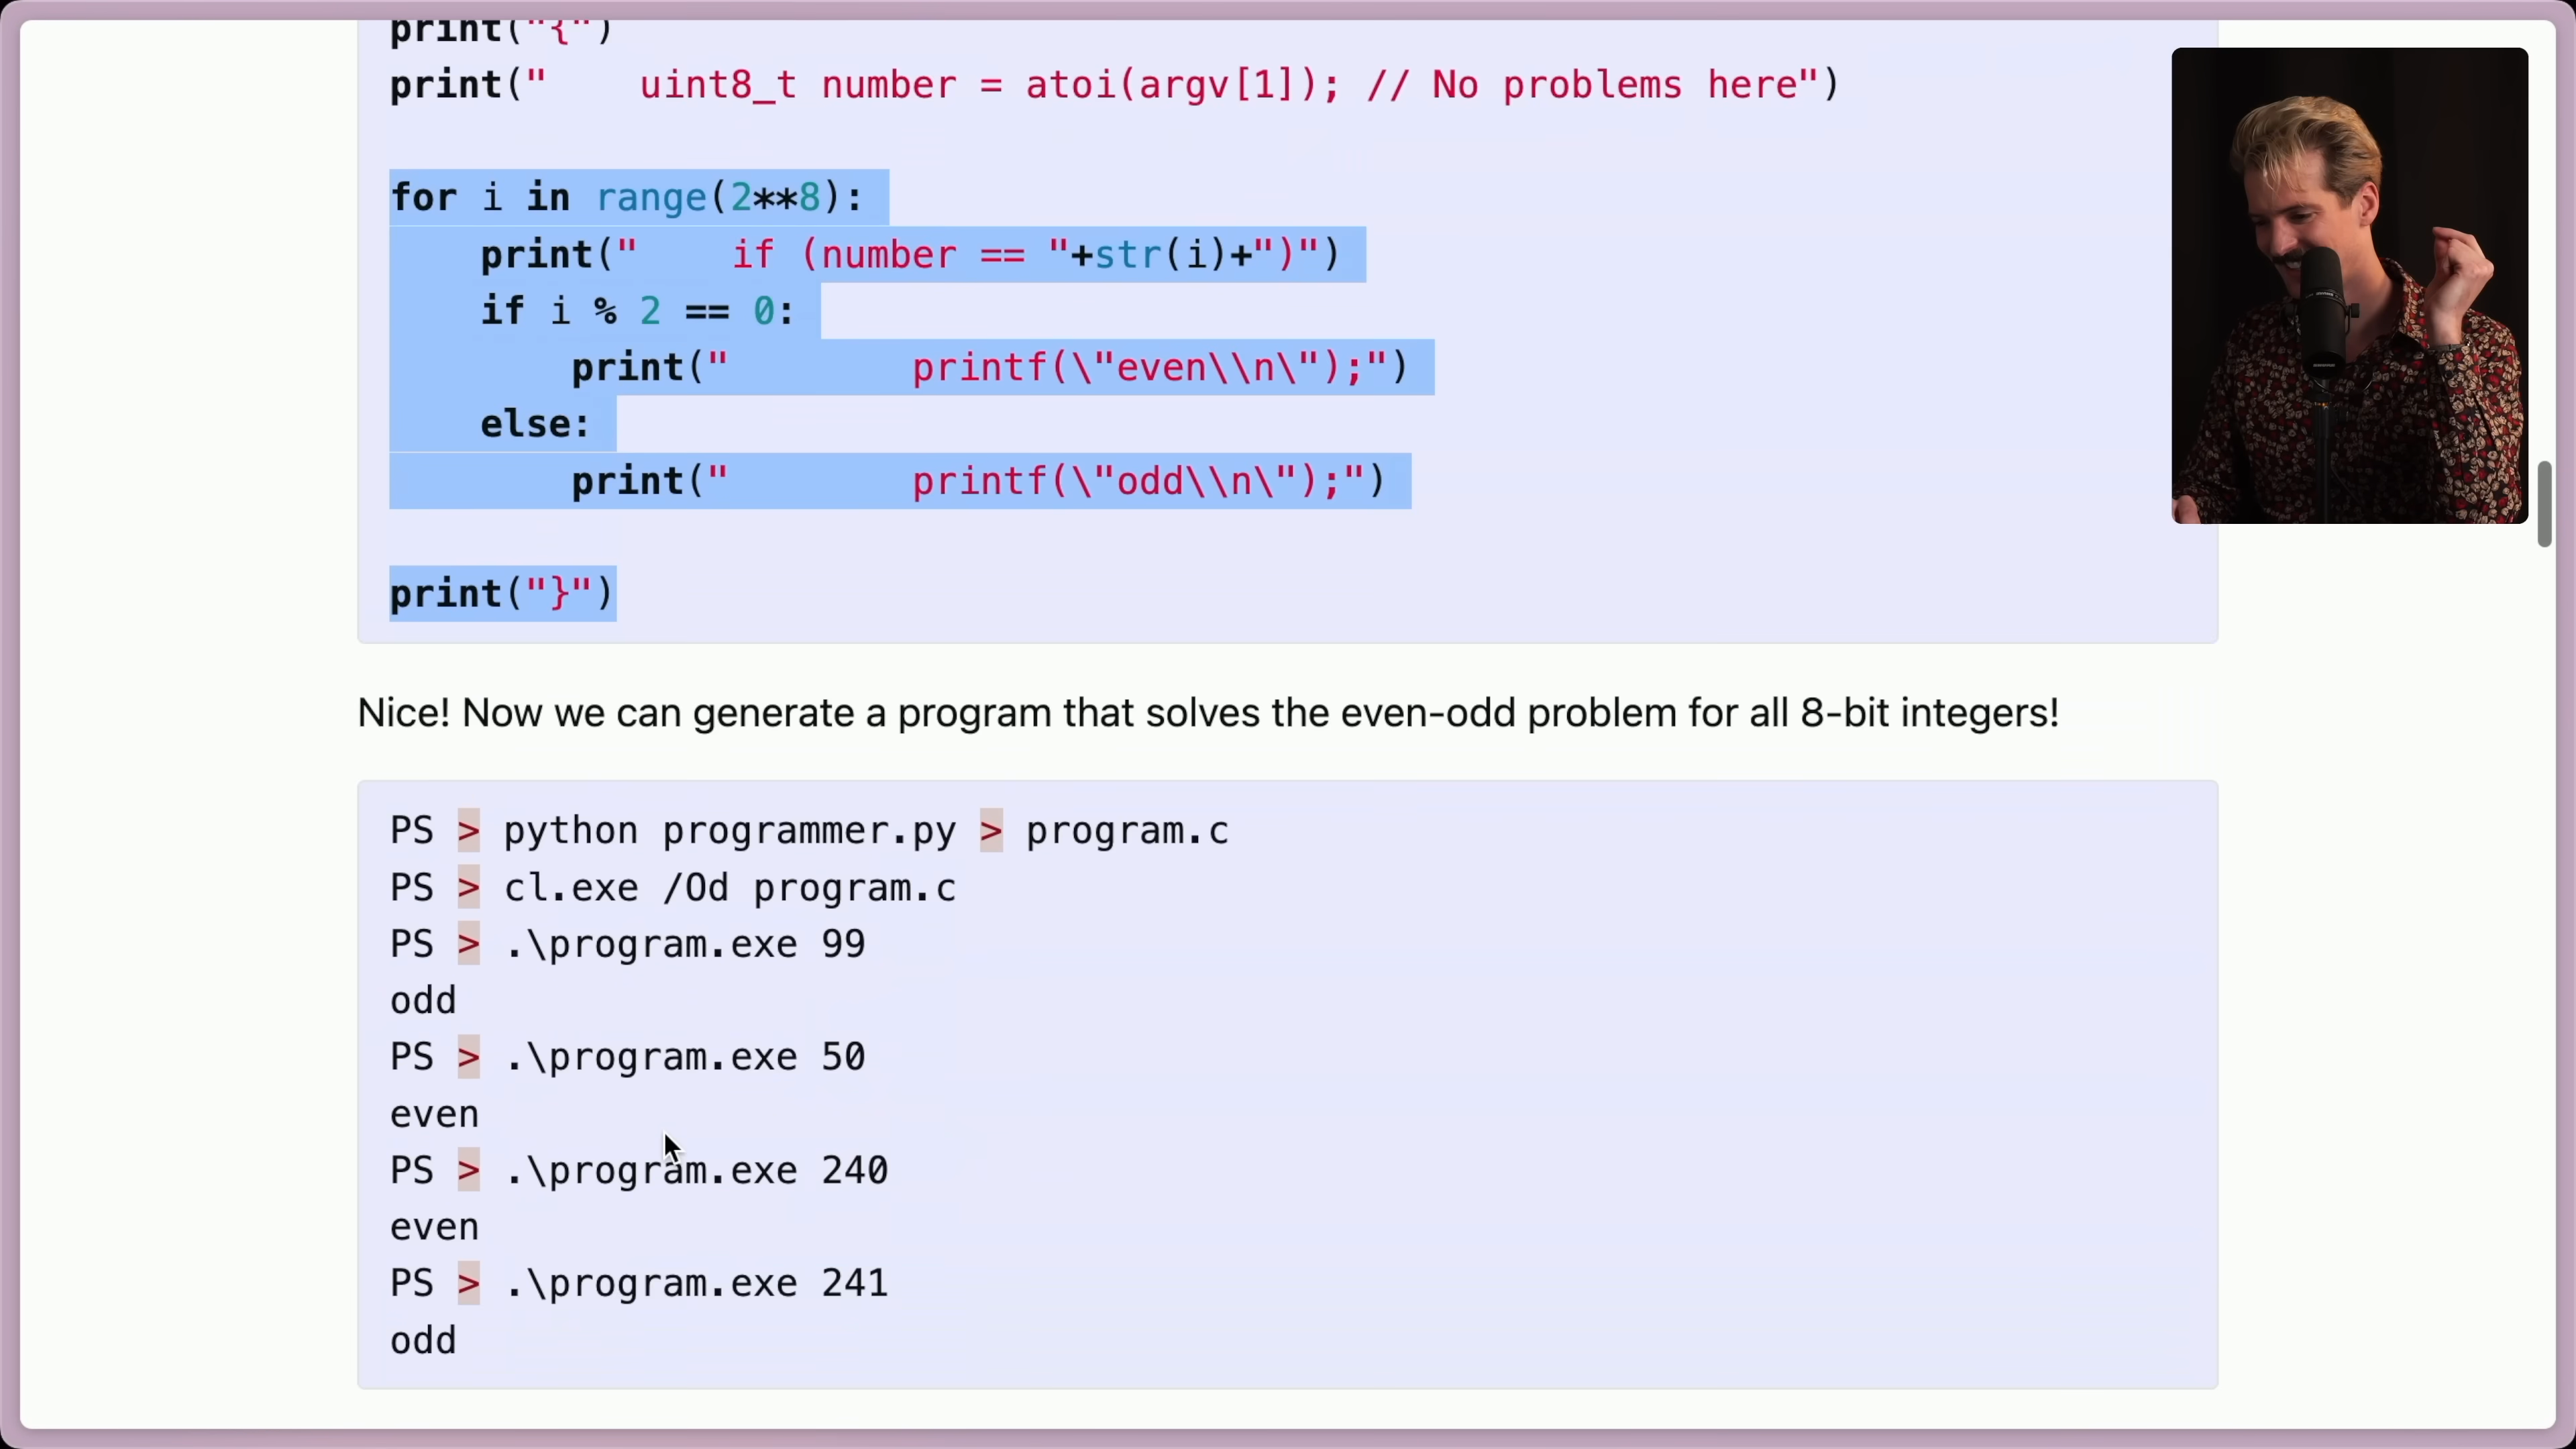 print("{")
print("    uint8_t number = atoi(argv[1]); // No problems here")
for i in range(2**8):
    print("    if (number == "+str(i)+")")
    if i % 2 == 0:
        print("        printf(\"even\\n\");")
    else:
        print("        printf(\"odd\\n\");")
print("}")
Nice! Now we can generate a program that solves the even-odd problem for all 8-bit integers!
PS > python programmer.py > program.c
PS > cl.exe /Od program.c
PS > .\program.exe 99
odd
PS > .\program.exe 50
even
PS > .\program.exe 240
even
PS > .\program.exe 241
odd